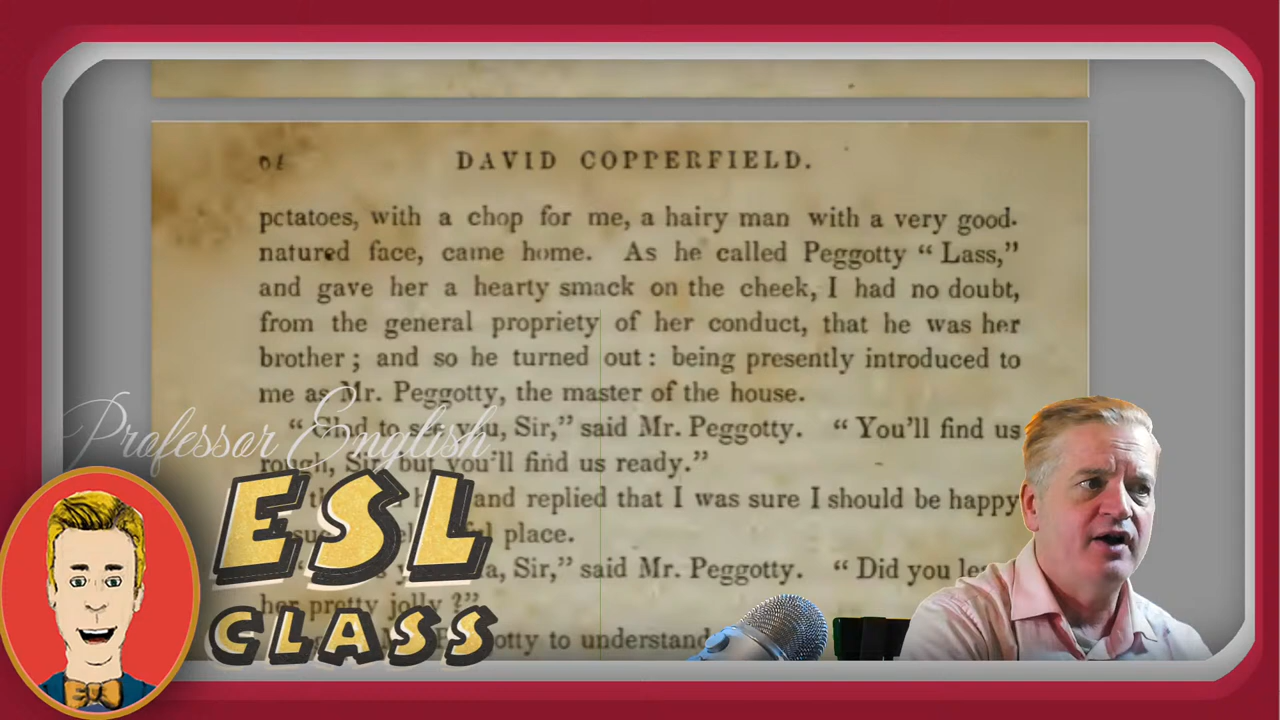 DAVID COPPERFIELD.
pctatoes, with a chop for me, a hairy man with a very good-
natured face, came home. As he called Peggotty “ Lass,”
and gave her a hearty smack on the cheek, I had no doubt,
from the general propriety of her conduct, that he was her
brother ; and so he turned out : being presently introduced to
me as Mr. Peggotty, the master of the house.
“ Glad to see you, Sir,” said Mr. Peggotty. “ You’ll find us
rough, Sir, but you’ll find us ready.”
and replied that I was sure I should be happy
place.
Sir,” said Mr. Peggotty. “ Did you
her pretty jolly ?”
to understand
Professor English
ESL
CLASS